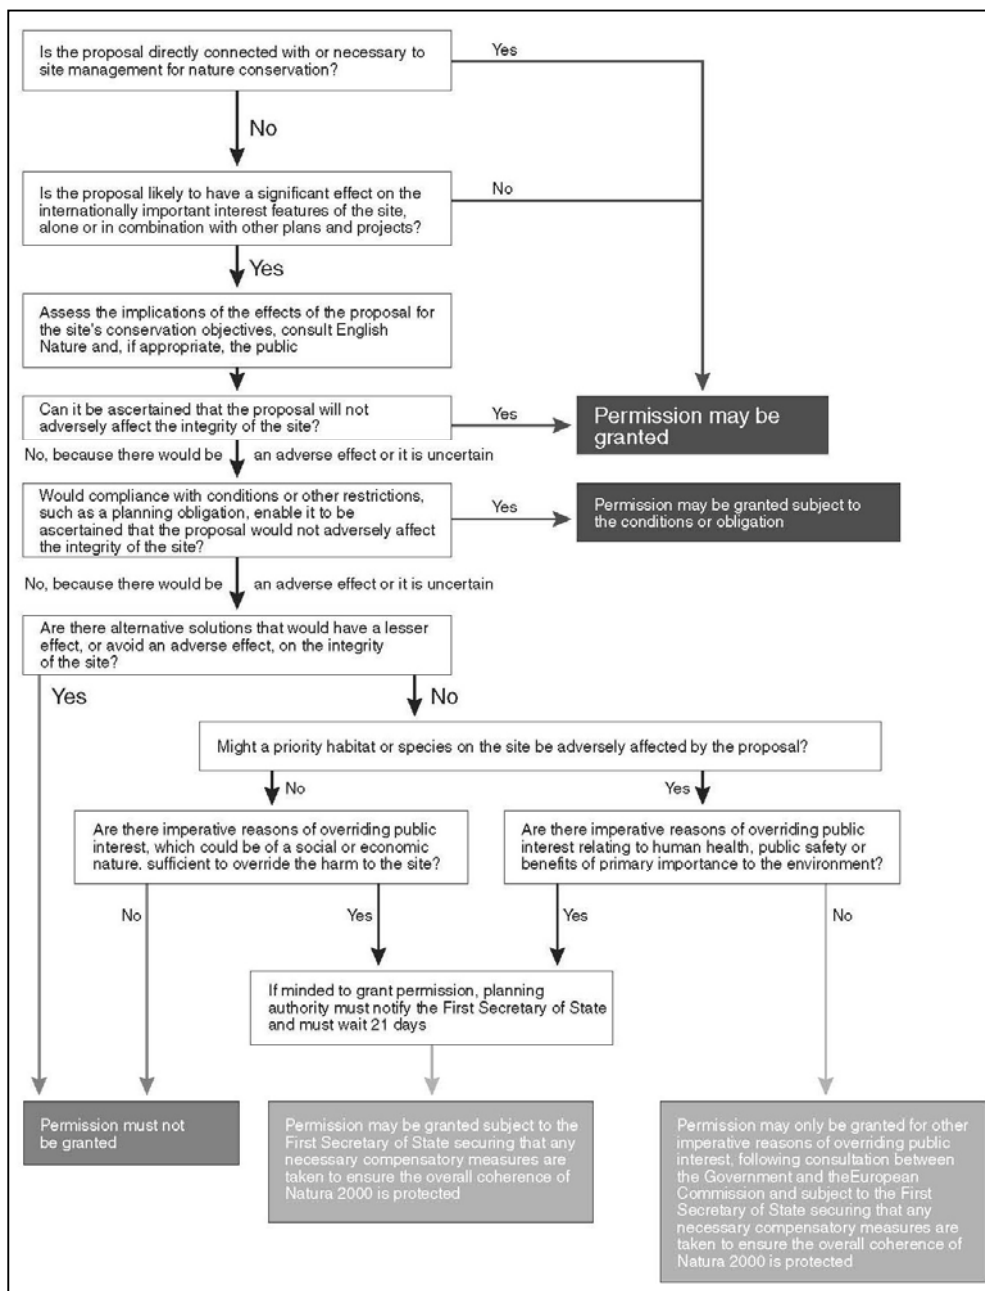 Is the proposal directly connected with or necessary to
site management for nature conservation?
Yes
No
Is the proposal likely to have a significant effect on the
internationally important interest features of the site,
alone or in combination with other plans and projects?
No
Yes
Assess the implications of the effects of the proposal for
the site's conservation objectives, consult English
Nature and, if appropriate, the public
Can it be ascertained that the proposal will not
adversely affect the integrity of the site?
Yes
Permission may be
granted
No, because there would be an adverse effect or it is uncertain
Would compliance with conditions or other restrictions,
such as a planning obligation, enable it to be
ascertained that the proposal would not adversely affect
the integrity of the site?
Yes
Permission may be granted subject to
the conditions or obligation
No, because there would be an adverse effect or it is uncertain
Are there alternative solutions that would have a lesser
effect, or avoid an adverse effect, on the integrity
of the site?
Yes
No
Might a priority habitat or species on the site be adversely affected by the proposal?
No
Yes
Are there imperative reasons of overriding public
interest, which could be of a social or economic
nature, sufficient to override the harm to the site?
Are there imperative reasons of overriding public
interest relating to human health, public safety or
benefits of primary importance to the environment?
No
Yes
Yes
No
If minded to grant permission, planning
authority must notify the First Secretary of State
and must wait 21 days
Permission must not
be granted
Permission may be granted subject to the
First Secretary of State securing that any
necessary compensatory measures are
taken to ensure the overall coherence of
Natura 2000 is protected
Permission may only be granted for other
imperative reasons of overriding public
interest, following consultation between
the Government and theEuropean
Commission and subject to the First
Secretary of State securing that any
necessary compensatory measures are
taken to ensure the overall coherence of
Natura 2000 is protected